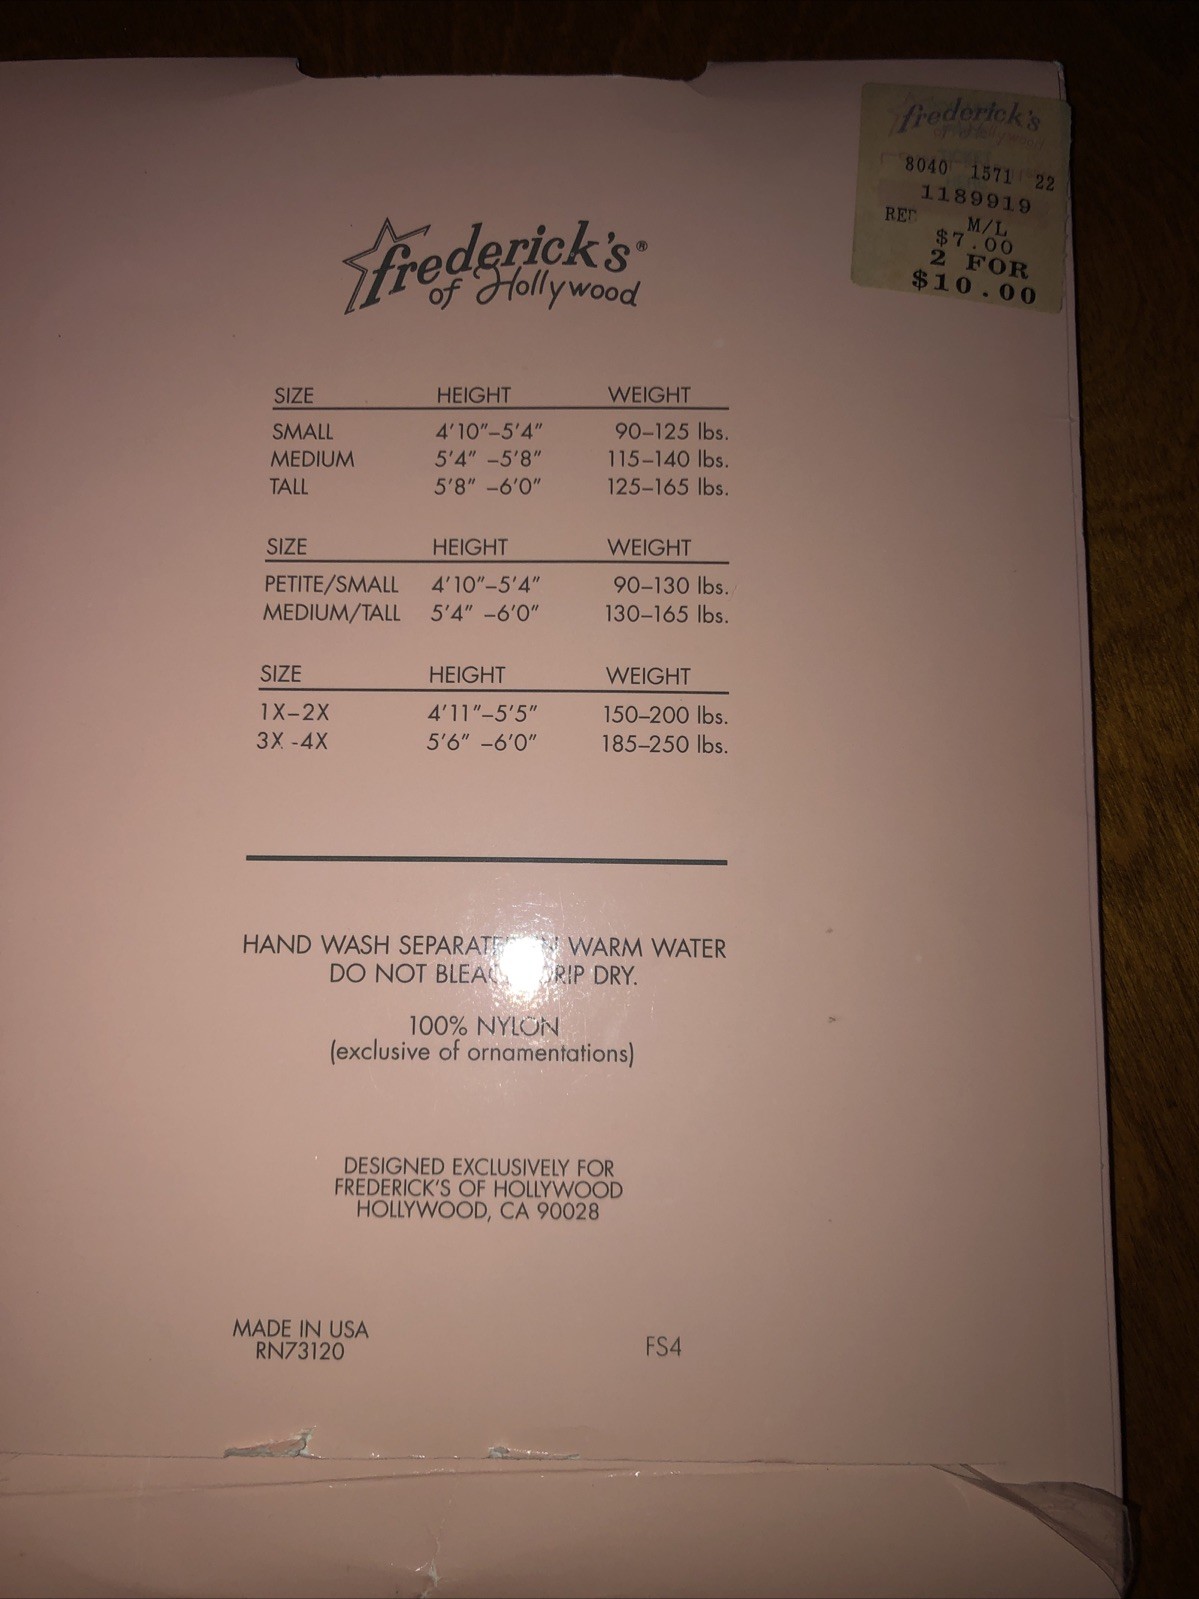 frederick's
of Hollywood
8040 1571 22
1189919
RED M/L
$7.00
2 FOR
$10.00
frederick's®
of Hollywood
SIZE HEIGHT WEIGHT
SMALL 4'10"–5'4" 90–125 lbs.
MEDIUM 5'4" –5'8" 115–140 lbs.
TALL 5'8" –6'0" 125–165 lbs.
SIZE HEIGHT WEIGHT
PETITE/SMALL 4'10"–5'4" 90–130 lbs.
MEDIUM/TALL 5'4" –6'0" 130–165 lbs.
SIZE HEIGHT WEIGHT
1X–2X 4'11"–5'5" 150–200 lbs.
3X -4X 5'6" –6'0" 185–250 lbs.
HAND WASH WARM WATER
DO NOT DRY.
100% NYLON
(exclusive of ornamentations)
DESIGNED EXCLUSIVELY FOR
FREDERICK'S OF HOLLYWOOD
HOLLYWOOD, CA 90028
MADE IN USA
RN73120
FS4